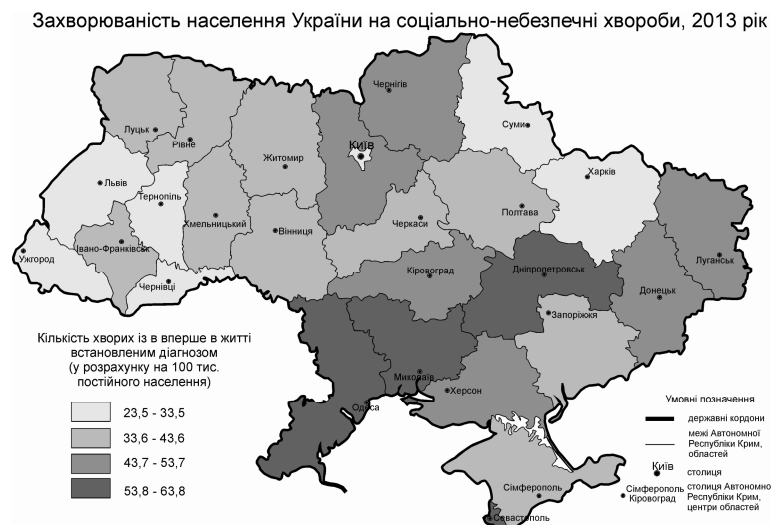 Захворюваність населення України на соціально-небезпечні хвороби, 2013 рік
Чернігів
Суми
Луцьк
Рівне
Київ
Житомир
Харків
Львів
Тернопіль
Хмельницький
Полтава
Черкаси
Вінниця
Івано-Франківськ
Ужгород
Луганськ
Кіровоград
Дніпропетровськ
Чернівці
Донецьк
Запоріжжя
Миколаїв
Херсон
Одеса
Сімферополь
Севастополь
Кількість хворих із в вперше в житті
встановленим діагнозом
(у розрахунку на 100 тис.
постійного населення)
23,5 - 33,5
33,6 - 43,6
43,7 - 53,7
53,8 - 63,8
Умовні позначення
державні кордони
межі Автономної
Республіки Крим,
областей
Київ
столиця
Сімферополь
Кіровоград
столиця Автономно
Республіки Крим,
центри областей